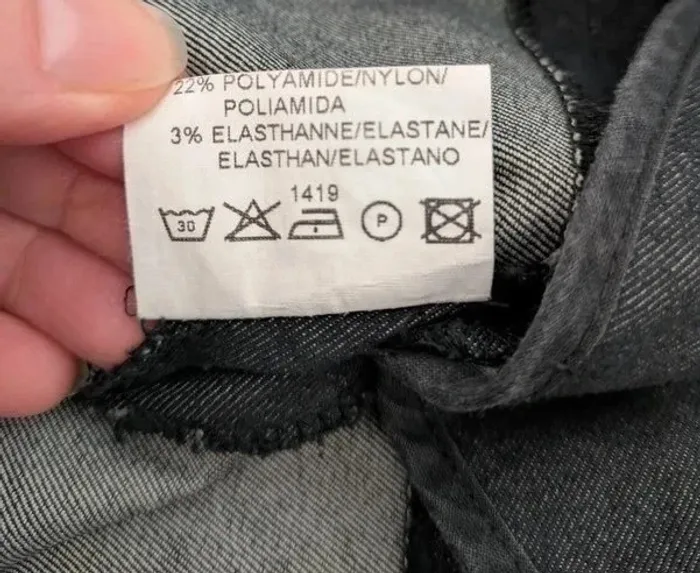 22% POLYAMIDE/NYLON/
POLIAMIDA
3% ELASTHANNE/ELASTANE/
ELASTHAN/ELASTANO
1419
30
P